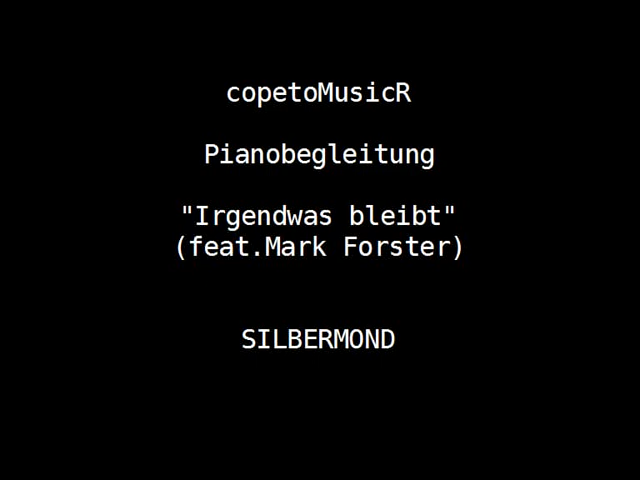 copetoMusicR
Pianobegleitung
"Irgendwas bleibt"
(feat.Mark Forster)
SILBERMOND